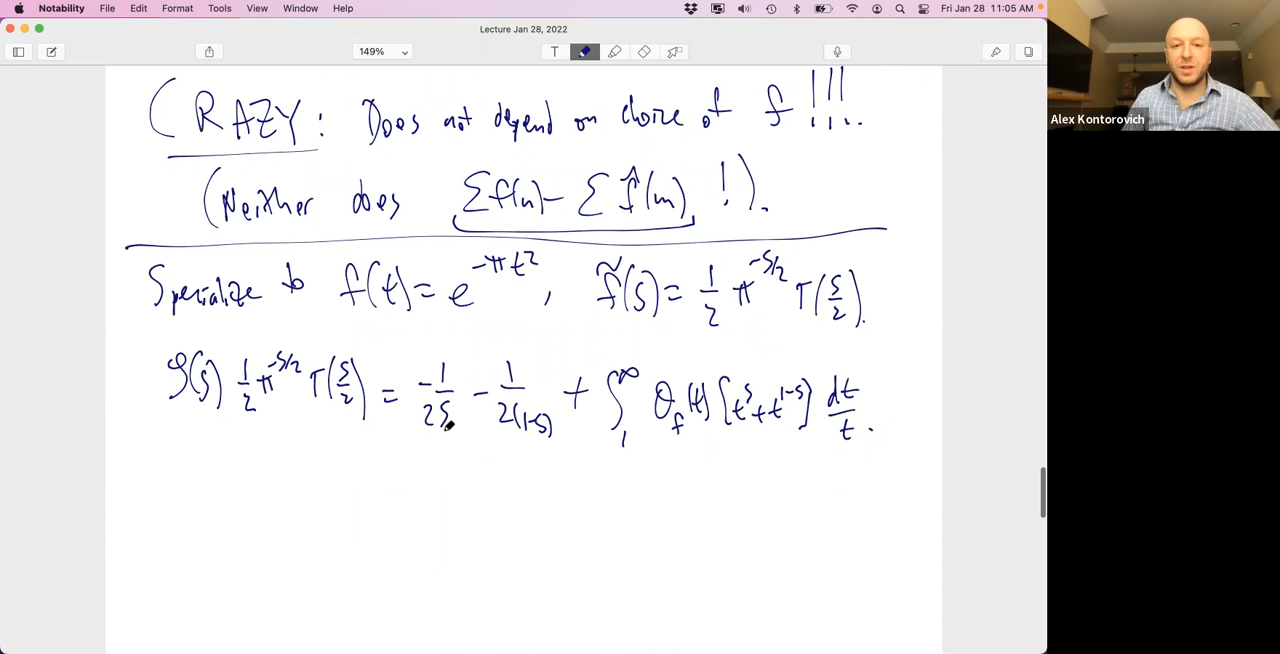 Notability File Edit Format Tools View Window Help Fri Jan 28 11:05 AM
Lecture Jan 28, 2022
149% T
Alex Kontorovich
CRAZY: Does not depend on choice of f!!!!
(Neither does Σf(n) - Σf̂(m) !).
Specialize to f(t) = e^{-πt²}, f̃(s) = 1/2 π^{-s/2} Γ(s/2).
ζ(s) 1/2 π^{-s/2} Γ(s/2) = -1/2s - 1/2(1-s) + ∫_1^∞ θ_f(t) [t^s + t^{1-s}] dt/t.